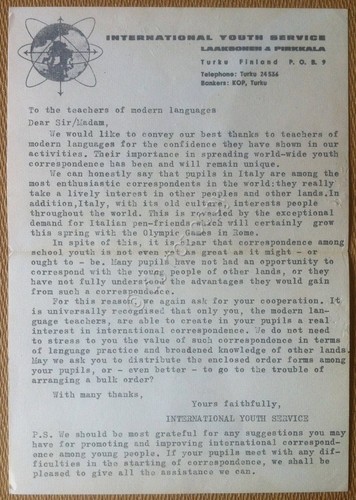 INTERNATIONAL YOUTH SERVICE
LAAKSONEN & PIRKKALA
Turku Finland P.O.B. 9
Telephone: Turku 34 536
Bankers: KOP, Turku
To the teachers of modern languages
Dear Sir/Madam,
We would like to convey our best thanks to teachers of
modern languages for the confidence they have shown in our
activities. Their importance in spreading world-wide youth
correspondence has been and will remain unique.
We can honestly say that pupils in Italy are among the
most enthusiastic correspondents in the world: they really
take a lively interest in other peoples and other lands. In
addition, Italy, with its old culture, interests people
throughout the world. This is revealed by the exceptional
demand for Italian pen-friends which will certainly grow
this spring with the Olympic Games in Rome.
In spite of this, it is clear that correspondence among
school youth is not even yet as great as it might - or
ought to - be. Many pupils have not had an opportunity to
correspond with the young people of other lands, or they
have not fully understood the advantages they would gain
from such a correspondence.
For this reason, we again ask for your cooperation. It
is universally recognised that only you, the modern lan-
guage teachers, are able to create in your pupils a real
interest in international correspondence. We do not need
to stress to you the value of such correspondence in terms
of language practice and broadened knowledge of other lands.
May we ask you to distribute the enclosed order forms among
your pupils, or - even better - to go to the trouble of
arranging a bulk order?
With many thanks,
Yours faithfully,
INTERNATIONAL YOUTH SERVICE
P.S. We should be most grateful for any suggestions you may
have for promoting and improving international correspond-
ence among young people. If your pupils meet with any dif-
ficulties in the starting of correspondence, we shall be
pleased to give all the assistance we can.